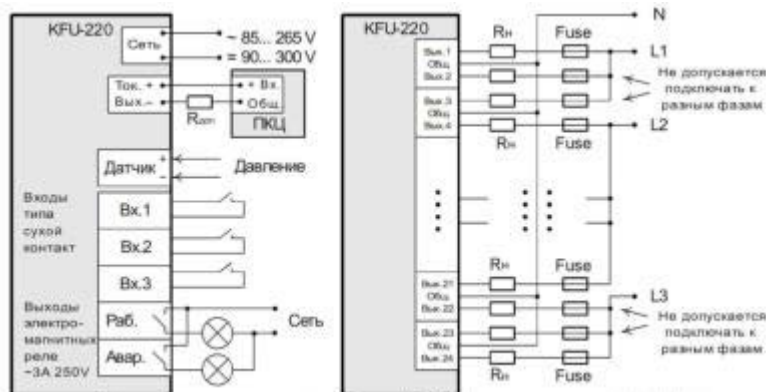 KFU-220
Сеть
~ 85... 265 V
= 90... 300 V
Ток. +
Вых.–
Rдоп
+ Вх.
Общ
ПКЦ
Датчик
+
–
Давление
Входы
типа
сухой
контакт
Вх.1
Вх.2
Вх.3
Выходы
электро-
магнитных
реле
~3А 250V
Раб.
Авар.
Сеть
KFU-220
Вых.1
Общ
Вых.2
Вых.3
Общ
Вых.4
Rн
Fuse
N
L1
Не допускается
подключать к
разным фазам
L2
Rн
Fuse
Rн
Fuse
Вых.21
Общ
Вых.22
Вых.23
Общ
Вых.24
L3
Не допускается
подключать к
разным фазам
Rн
Fuse